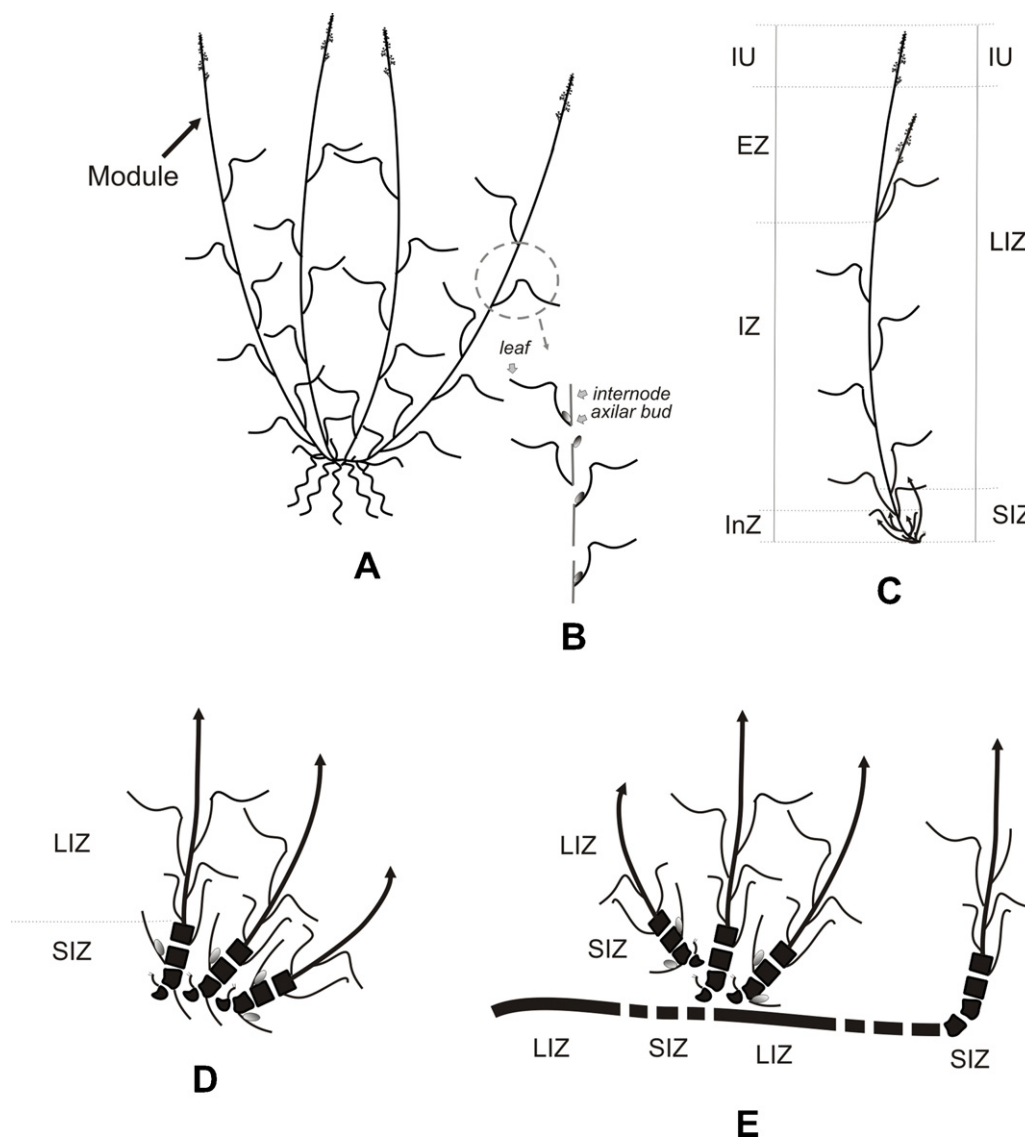 IU
IU
EZ
Module
LIZ
IZ
leaf
internode
axilar bud
InZ
SIZ
A
C
B
LIZ
LIZ
SIZ
SIZ
LIZ
SIZ
LIZ
SIZ
D
E